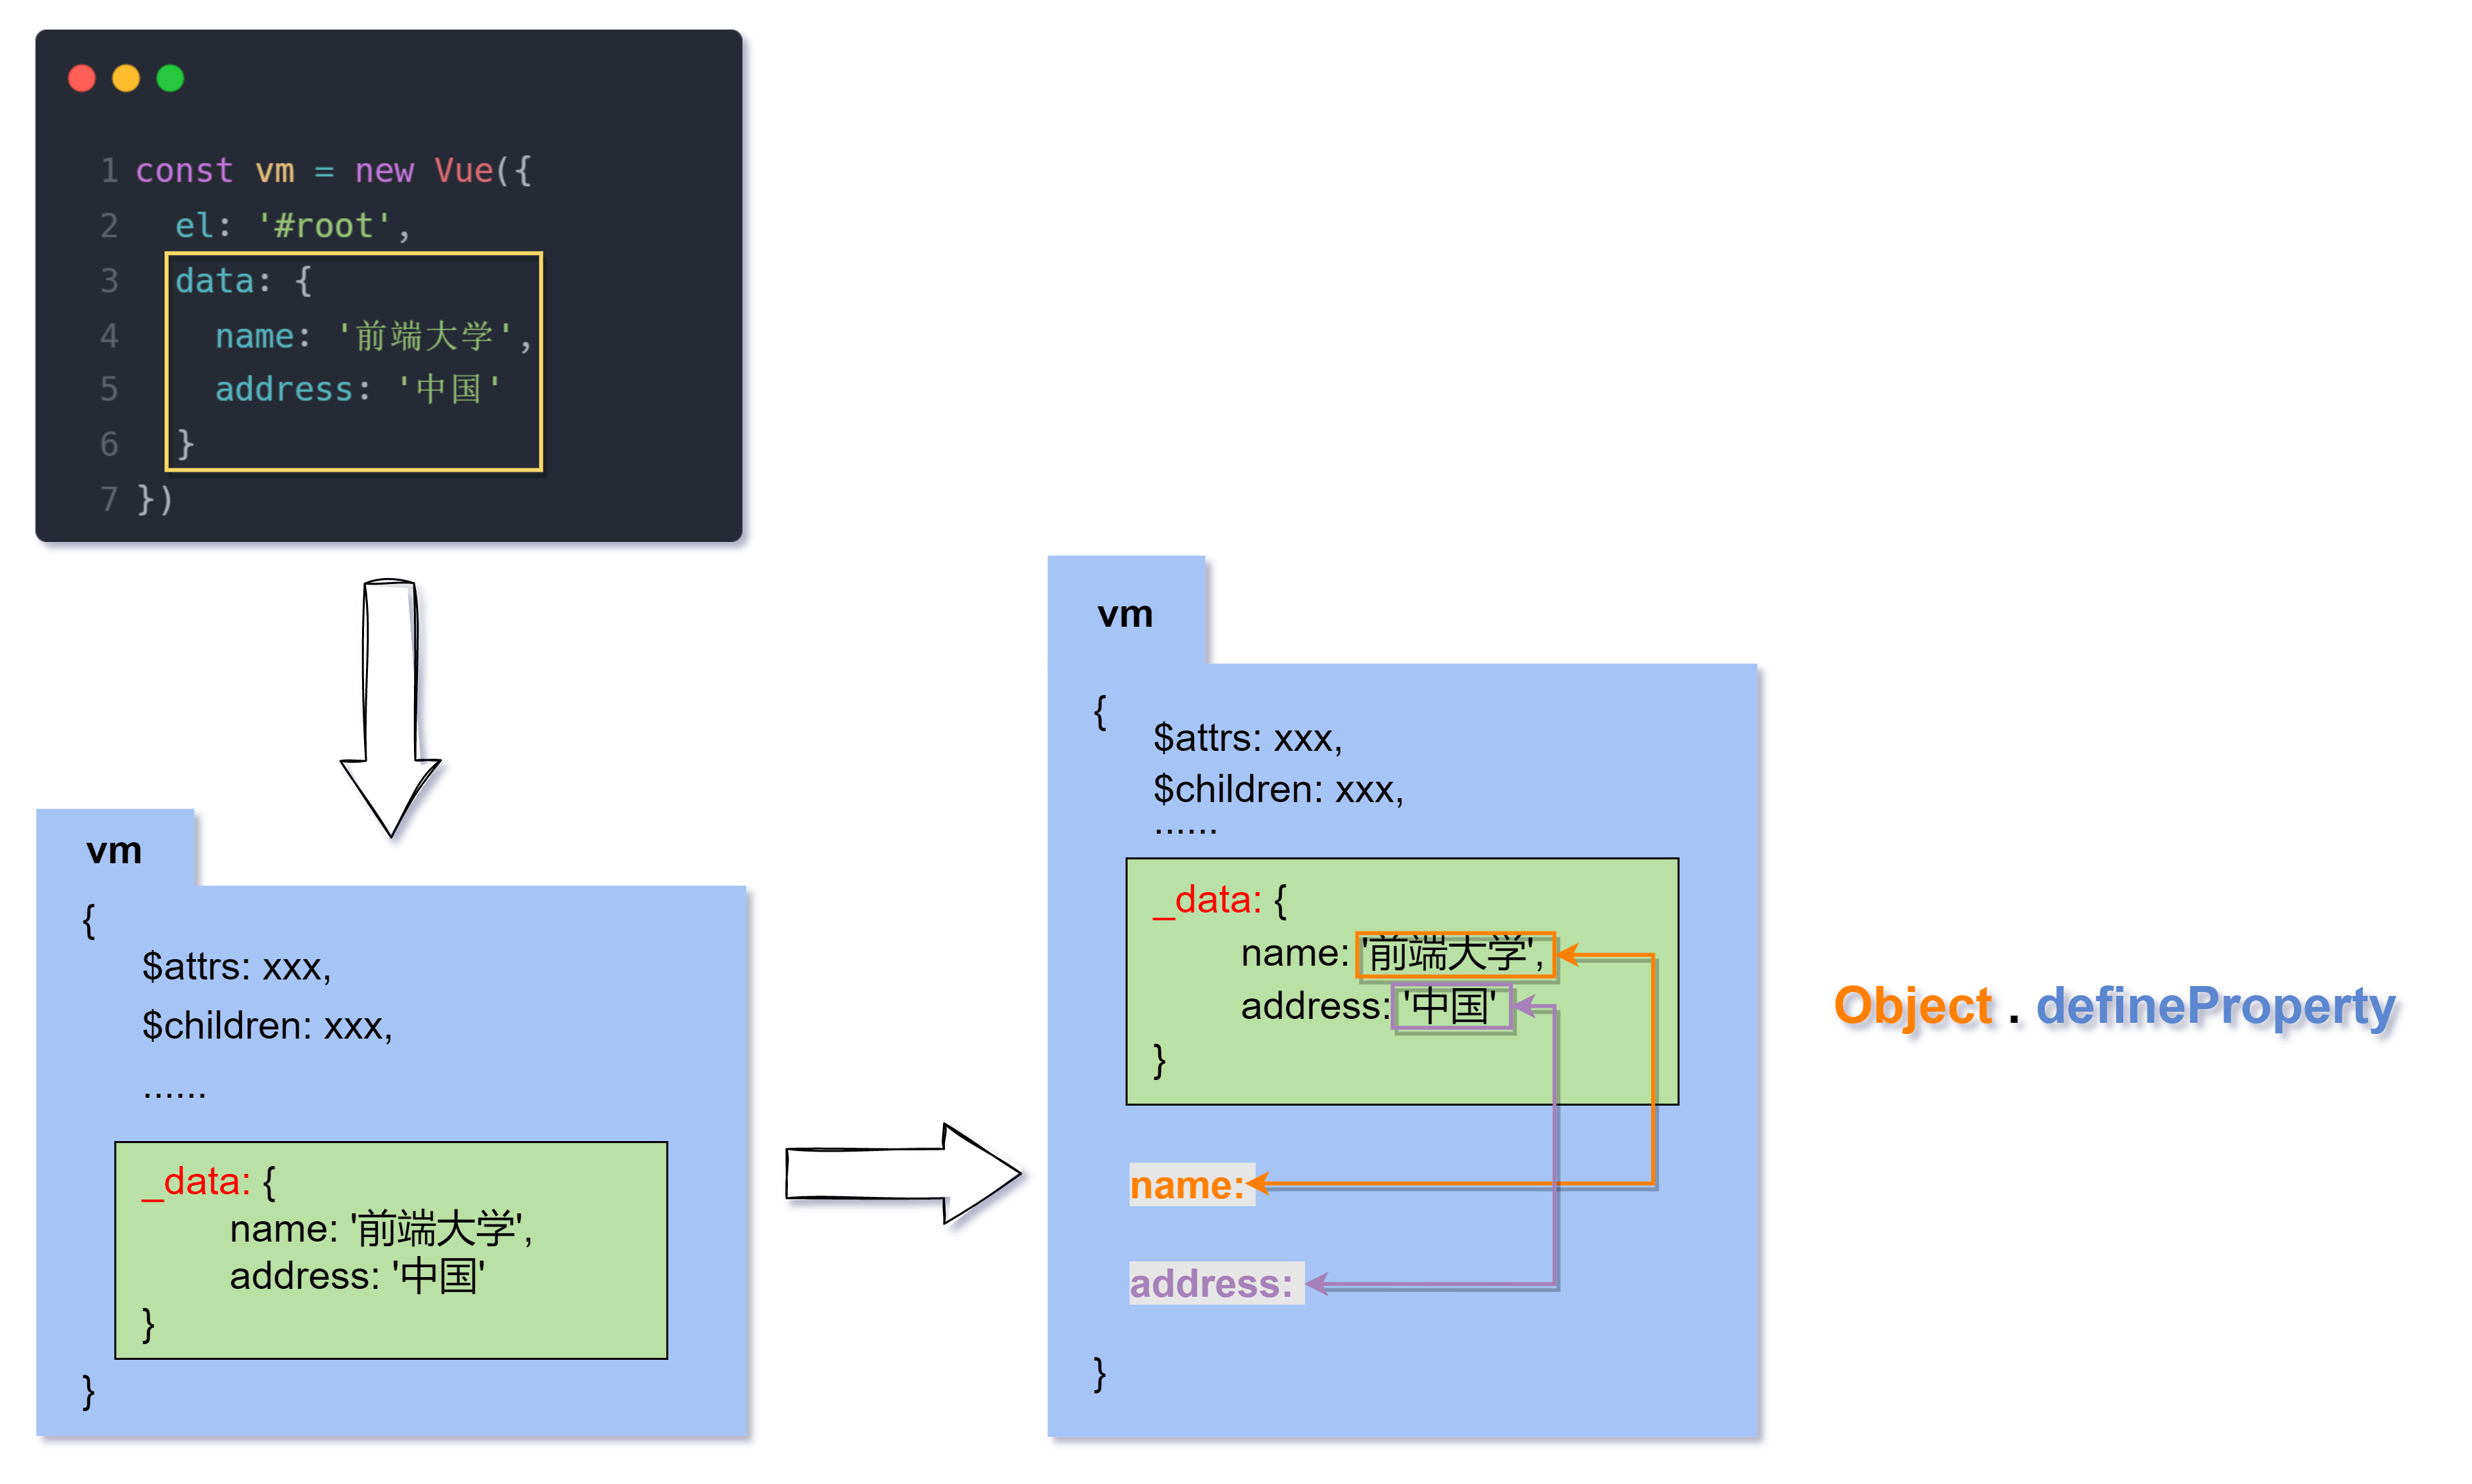 1 const vm = new Vue({
2 el: '#root',
3 data: {
4 name: '前端大学',
5 address: '中国'
6 }
7 })
vm
{
$attrs: xxx,
$children: xxx,
......
_data: {
name: '前端大学',
address: '中国'
}
}
vm
{
$attrs: xxx,
$children: xxx,
......
_data: {
name: '前端大学',
address: '中国'
}
name:
address:
}
Object . defineProperty